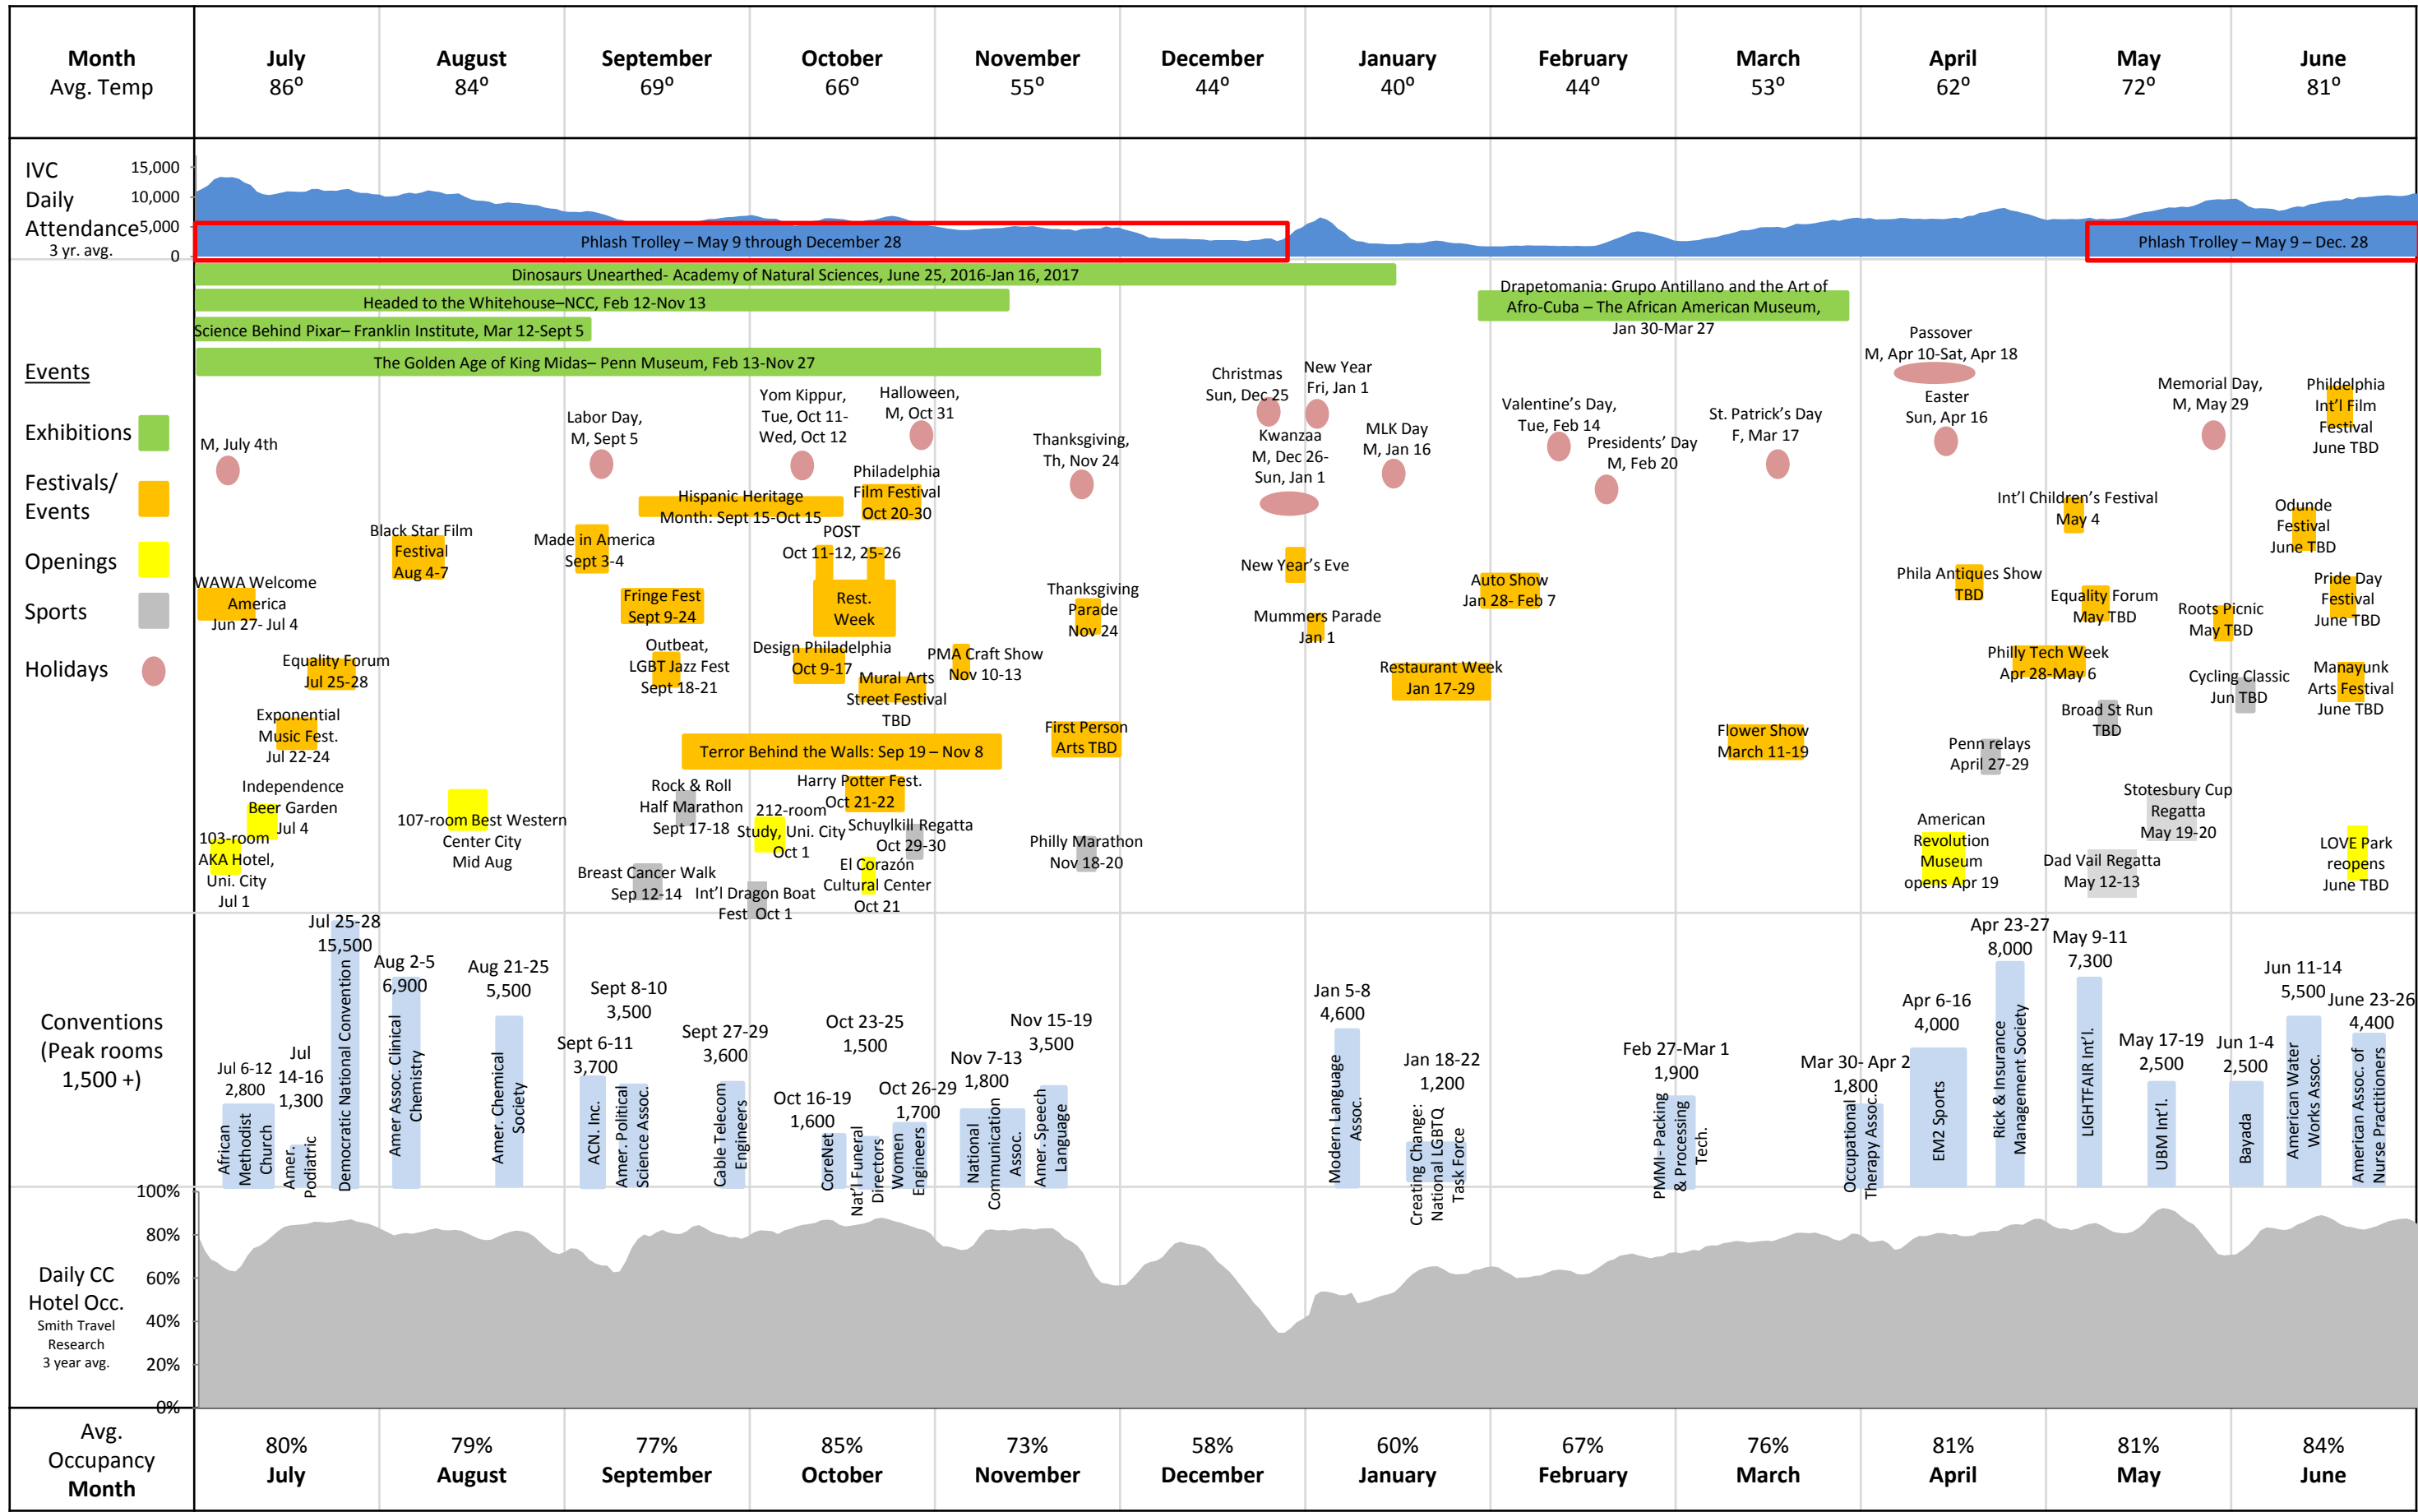 Month
Avg. Temp
July
86⁰
August
84⁰
September
69⁰
October
66⁰
November
55⁰
December
44⁰
January
40⁰
February
44⁰
March
53⁰
April
62⁰
May
72⁰
June
81⁰
IVC
Daily
Attendance
3 yr. avg.
15,000
10,000
5,000
0
Phlash Trolley – May 9 through December 28
Phlash Trolley – May 9 – Dec. 28
Dinosaurs Unearthed- Academy of Natural Sciences, June 25, 2016-Jan 16, 2017
Headed to the Whitehouse–NCC, Feb 12-Nov 13
Science Behind Pixar– Franklin Institute, Mar 12-Sept 5
The Golden Age of King Midas– Penn Museum, Feb 13-Nov 27
Drapetomania: Grupo Antillano and the Art of
Afro-Cuba – The African American Museum,
Jan 30-Mar 27
Events
Exhibitions
Festivals/
Events
Openings
Sports
Holidays
M, July 4th
Labor Day,
M, Sept 5
Yom Kippur,
Tue, Oct 11-
Wed, Oct 12
Halloween,
M, Oct 31
Thanksgiving,
Th, Nov 24
Christmas
Sun, Dec 25
New Year
Fri, Jan 1
Kwanzaa
M, Dec 26-
Sun, Jan 1
MLK Day
M, Jan 16
Valentine's Day,
Tue, Feb 14
Presidents' Day
M, Feb 20
St. Patrick's Day
F, Mar 17
Passover
M, Apr 10-Sat, Apr 18
Easter
Sun, Apr 16
Memorial Day,
M, May 29
Phildelphia
Int'l Film
Festival
June TBD
WAWA Welcome
America
Jun 27- Jul 4
Equality Forum
Jul 25-28
Exponential
Music Fest.
Jul 22-24
Independence
Beer Garden
Jul 4
103-room
AKA Hotel,
Uni. City
Jul 1
Black Star Film
Festival
Aug 4-7
107-room Best Western
Center City
Mid Aug
Made in America
Sept 3-4
Fringe Fest
Sept 9-24
Outbeat,
LGBT Jazz Fest
Sept 18-21
Hispanic Heritage
Month: Sept 15-Oct 15
Philadelphia
Film Festival
Oct 20-30
POST
Oct 11-12, 25-26
Rest.
Week
Design Philadelphia
Oct 9-17
Mural Arts
Street Festival
TBD
Terror Behind the Walls: Sep 19 – Nov 8
Rock & Roll
Half Marathon
Sept 17-18
Breast Cancer Walk
Sep 12-14
Int'l Dragon Boat
Fest Oct 1
212-room
Study, Uni. City
Oct 1
Harry Potter Fest.
Oct 21-22
Schuylkill Regatta
Oct 29-30
El Corazón
Cultural Center
Oct 21
Thanksgiving
Parade
Nov 24
PMA Craft Show
Nov 10-13
First Person
Arts TBD
Philly Marathon
Nov 18-20
New Year's Eve
Mummers Parade
Jan 1
Restaurant Week
Jan 17-29
Auto Show
Jan 28- Feb 7
Flower Show
March 11-19
Int'l Children's Festival
May 4
Phila Antiques Show
TBD
Equality Forum
May TBD
Philly Tech Week
Apr 28-May 6
Broad St Run
TBD
Penn relays
April 27-29
American
Revolution
Museum
opens Apr 19
Stotesbury Cup
Regatta
May 19-20
Dad Vail Regatta
May 12-13
Roots Picnic
May TBD
Cycling Classic
Jun TBD
Odunde
Festival
June TBD
Pride Day
Festival
June TBD
Manayunk
Arts Festival
June TBD
LOVE Park
reopens
June TBD
Conventions
(Peak rooms
1,500 +)
Jul 6-12
2,800
African
Methodist
Church
Jul
14-16
1,300
Amer.
Podiatric
Jul 25-28
15,500
Democratic National Convention
Aug 2-5
6,900
Amer Assoc. Clinical
Chemistry
Aug 21-25
5,500
Amer. Chemical
Society
Sept 6-11
3,700
ACN. Inc.
Sept 8-10
3,500
Amer. Political
Science Assoc.
Sept 27-29
3,600
Cable Telecom
Engineers
Oct 16-19
1,600
CoreNet
Oct 23-25
1,500
Nat'l Funeral
Directors
Oct 26-29
1,700
Women
Engineers
Nov 7-13
1,800
National
Communication
Assoc.
Nov 15-19
3,500
Amer. Speech
Language
Jan 5-8
4,600
Modern Language
Assoc.
Jan 18-22
1,200
Creating Change:
National LGBTQ
Task Force
Feb 27-Mar 1
1,900
PMMI- Packing
& Processing
Tech.
Mar 30- Apr 2
1,800
Occupational
Therapy Assoc.
Apr 6-16
4,000
EM2 Sports
Apr 23-27
8,000
Rick & Insurance
Management Society
May 9-11
7,300
LIGHTFAIR Int'l.
May 17-19
2,500
UBM Int'l.
Jun 1-4
2,500
Bayada
Jun 11-14
5,500
American Water
Works Assoc.
June 23-26
4,400
American Assoc. of
Nurse Practitioners
Daily CC
Hotel Occ.
Smith Travel
Research
3 year avg.
100%
80%
60%
40%
20%
0%
Avg.
Occupancy
Month
80%
July
79%
August
77%
September
85%
October
73%
November
58%
December
60%
January
67%
February
76%
March
81%
April
81%
May
84%
June